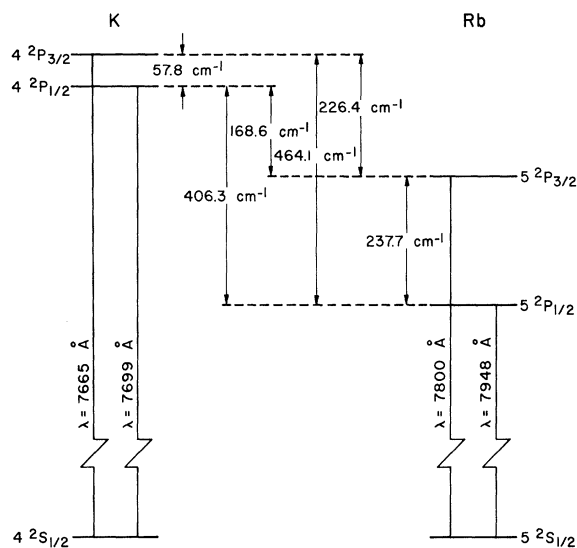 K
Rb
4 ²P3/2
57.8 cm⁻¹
4 ²P1/2
226.4 cm⁻¹
168.6 cm⁻¹
464.1 cm⁻¹
5 ²P3/2
406.3 cm⁻¹
237.7 cm⁻¹
5 ²P1/2
λ = 7665 Å
λ = 7699 Å
λ = 7800 Å
λ = 7948 Å
4 ²S1/2
5 ²S1/2